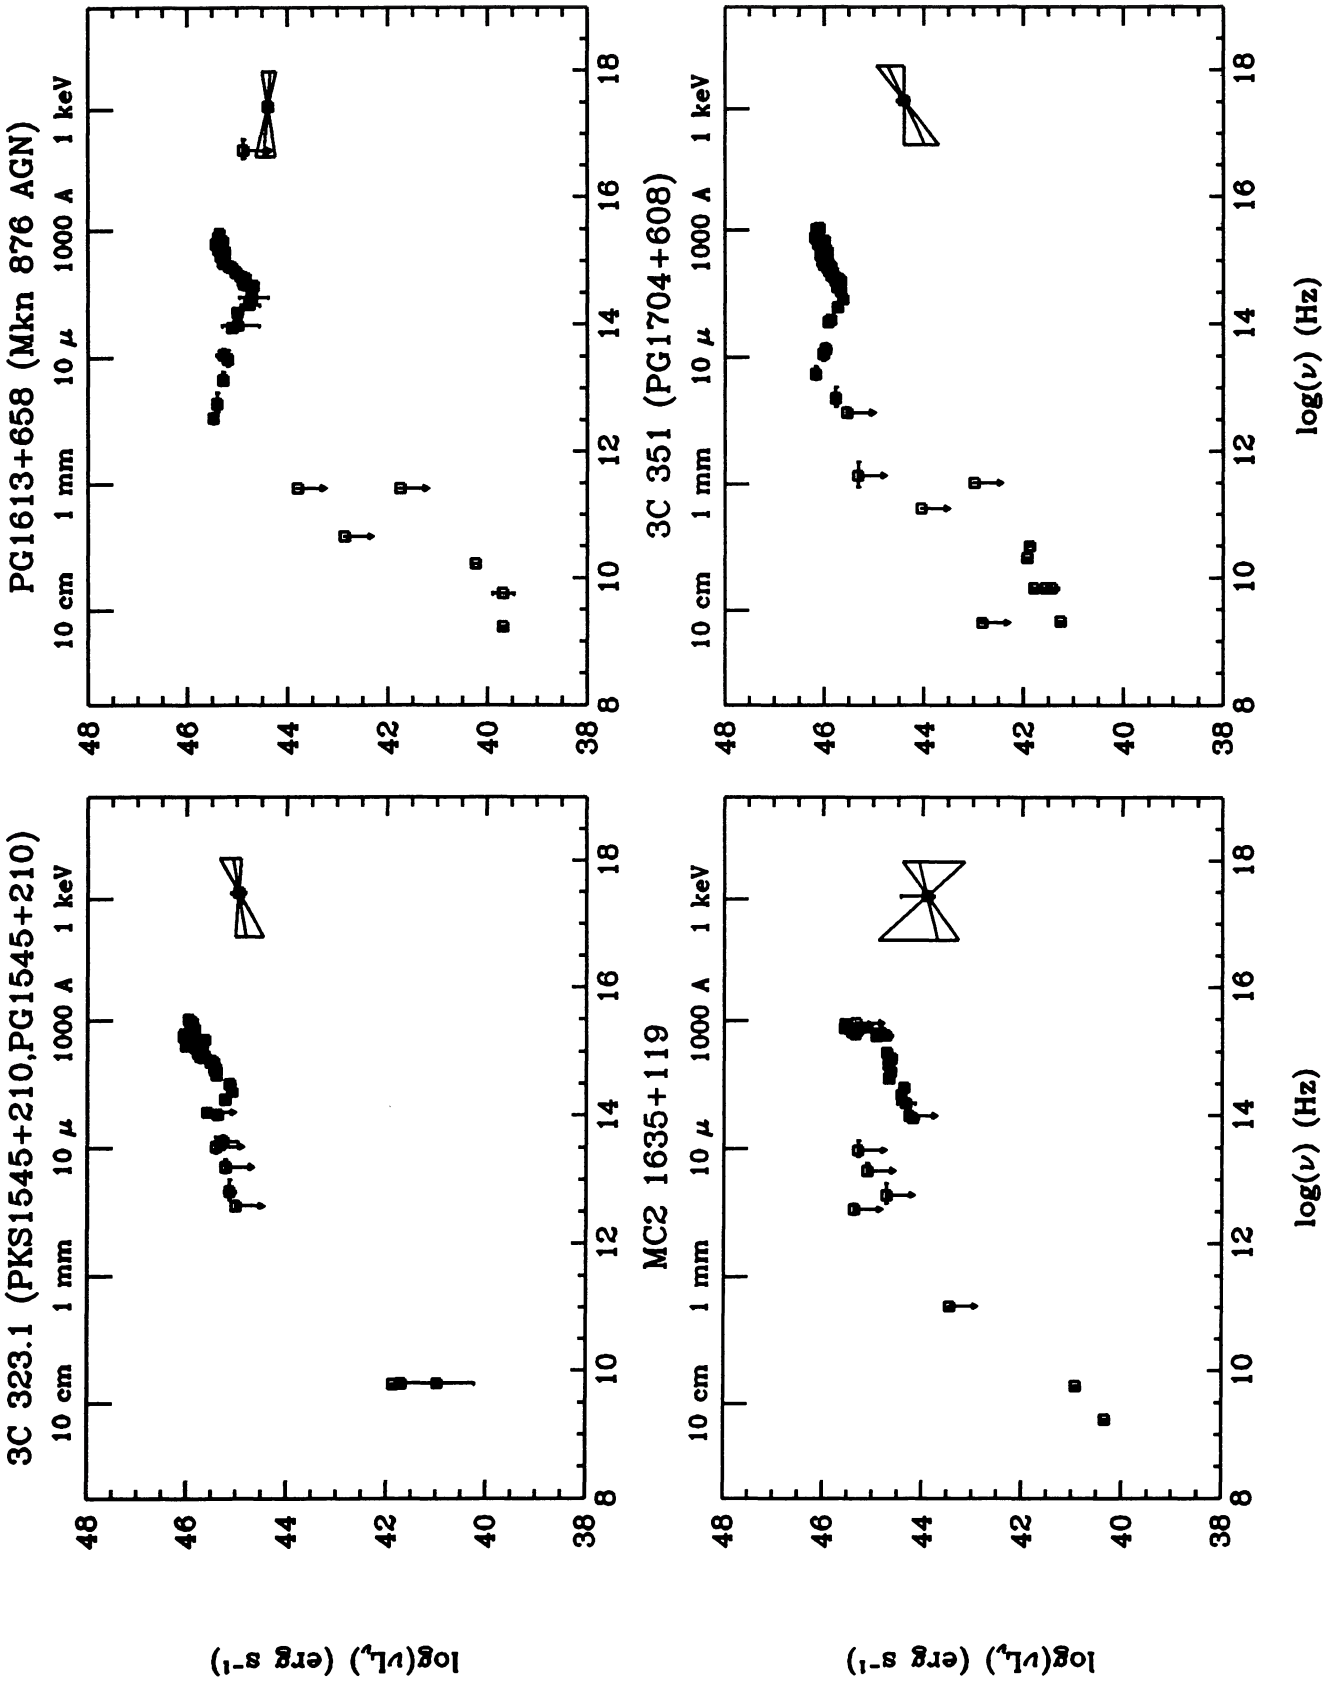 3C 323.1 (PKS1545+210,PG1545+210)
10 cm 1 mm 10 μ 1000 A 1 keV
48
46
44
42
40
38
8 10 12 14 16 18
log(νLᵥ) (erg s⁻¹)
PG1613+658 (Mkn 876 AGN)
10 cm 1 mm 10 μ 1000 A 1 keV
48
46
44
42
40
38
8 10 12 14 16 18
MC2 1635+119
10 cm 1 mm 10 μ 1000 A 1 keV
48
46
44
42
40
38
8 10 12 14 16 18
log(ν) (Hz)
log(νLᵥ) (erg s⁻¹)
3C 351 (PG1704+608)
10 cm 1 mm 10 μ 1000 A 1 keV
48
46
44
42
40
38
8 10 12 14 16 18
log(ν) (Hz)